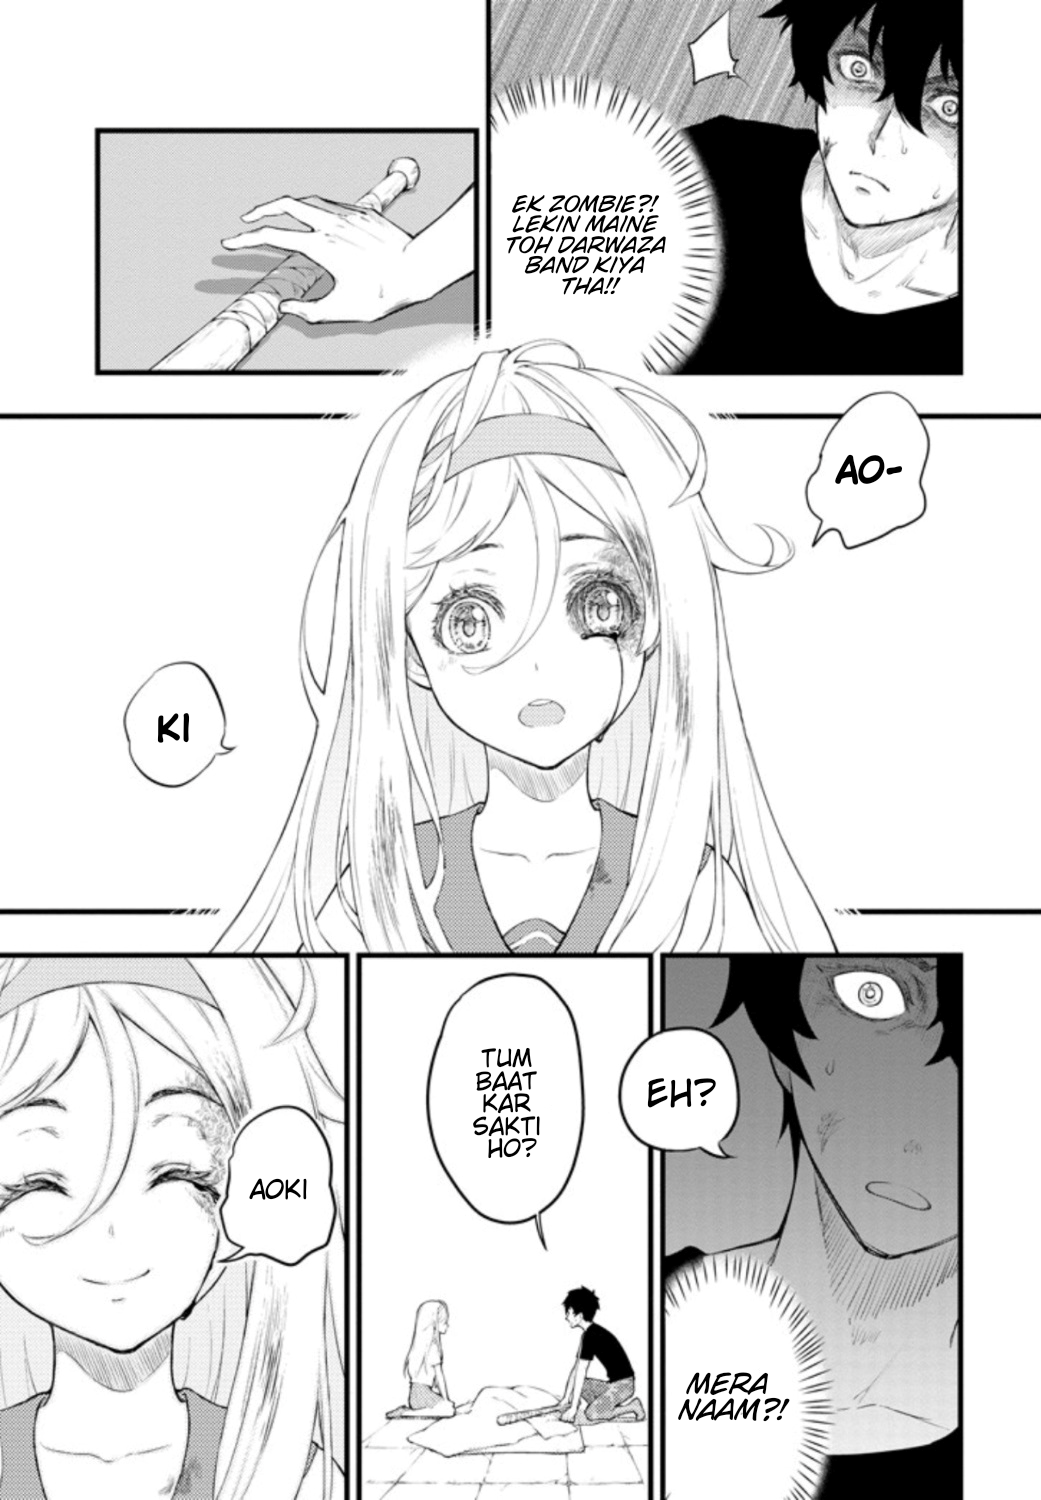 EK ZOMBIE?!
LEKIN MAINE
TOH DARWAZA
BAND KIYA
THA!!
AO-
KI
EH?
MERA
NAAM?!
TUM
BAAT
KAR
SAKTI
HO?
AOKI